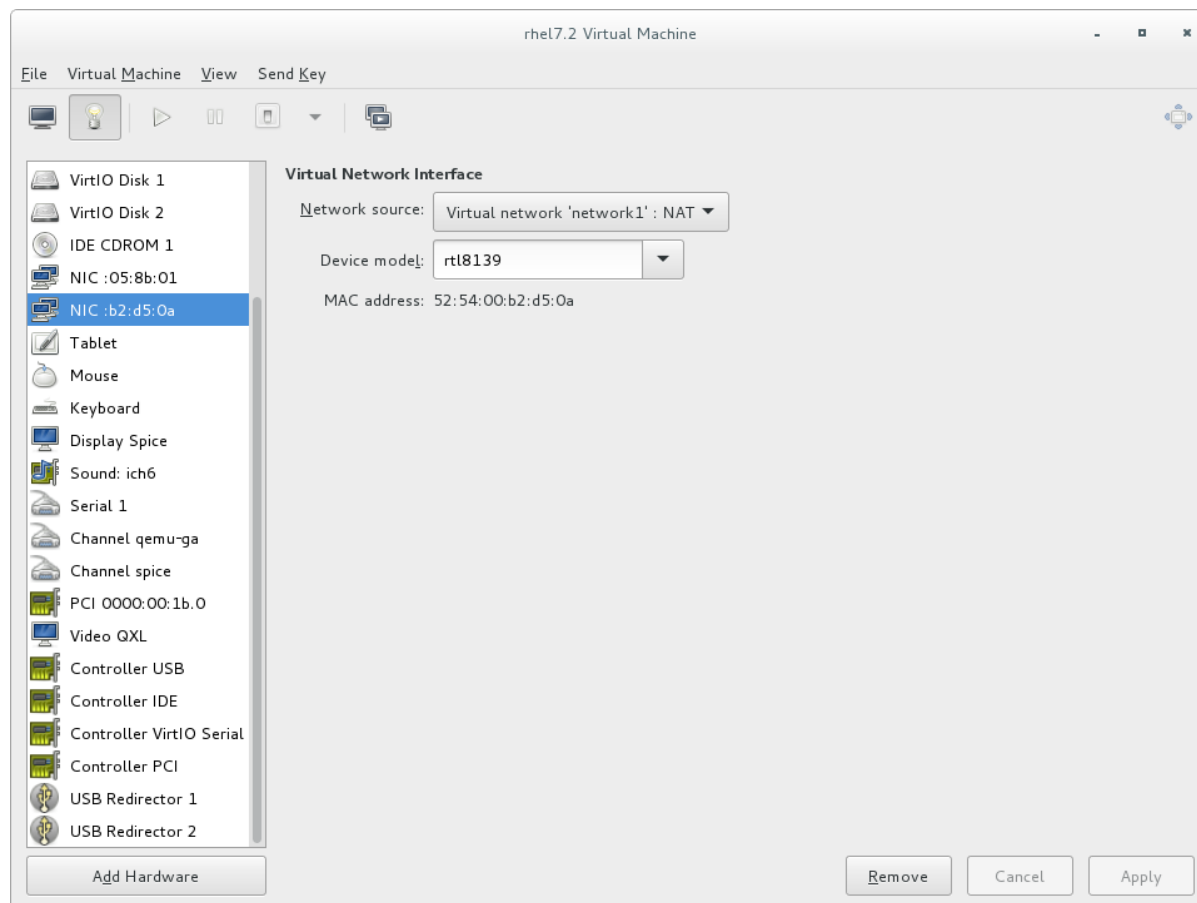 rhel7.2 Virtual Machine
File Virtual Machine View Send Key
VirtIO Disk 1
VirtIO Disk 2
IDE CDROM 1
NIC :05:8b:01
NIC :b2:d5:0a
Tablet
Mouse
Keyboard
Display Spice
Sound: ich6
Serial 1
Channel qemu-ga
Channel spice
PCI 0000:00:1b.0
Video QXL
Controller USB
Controller IDE
Controller VirtIO Serial
Controller PCI
USB Redirector 1
USB Redirector 2
Add Hardware
Virtual Network Interface
Network source: Virtual network 'network1' : NAT
Device model: rtl8139
MAC address: 52:54:00:b2:d5:0a
Remove Cancel Apply